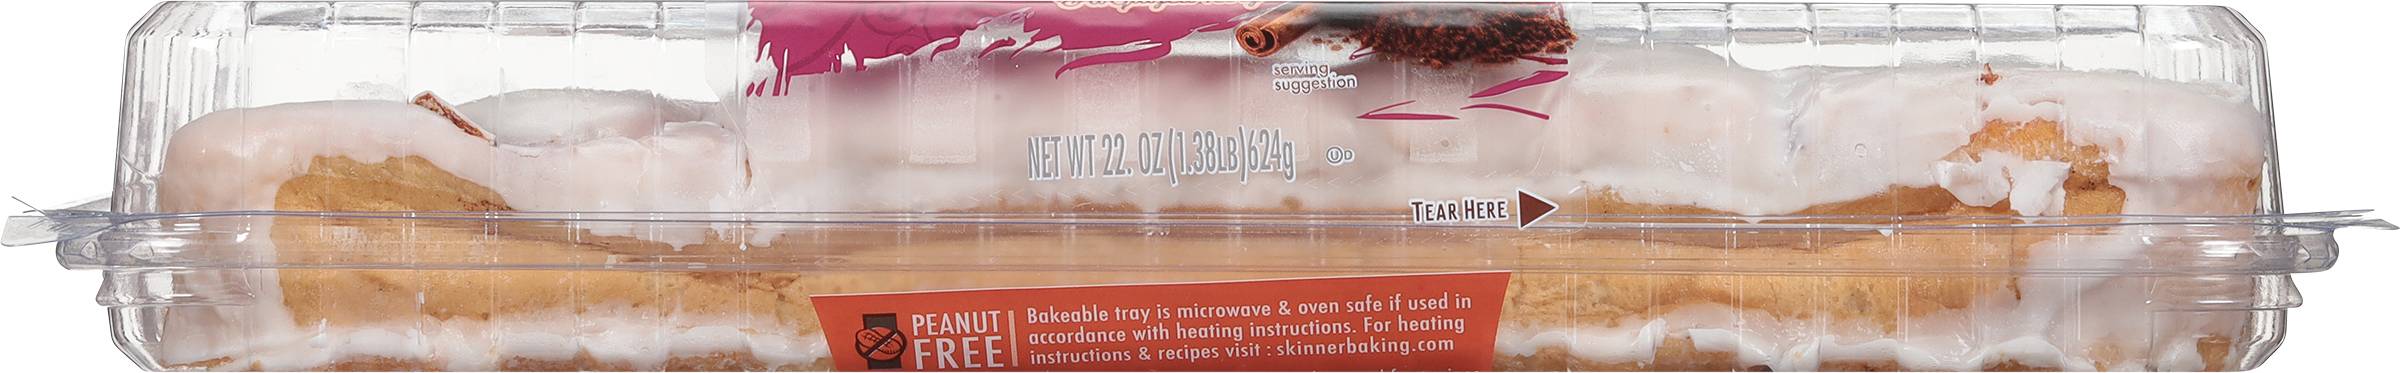 serving
suggestion
NET WT 22. OZ(1.38LB)624g
UD
TEAR HERE
PEANUT
FREE
Bakeable tray is microwave & oven safe if used in
accordance with heating instructions. For heating
instructions & recipes visit : skinnerbaking.com